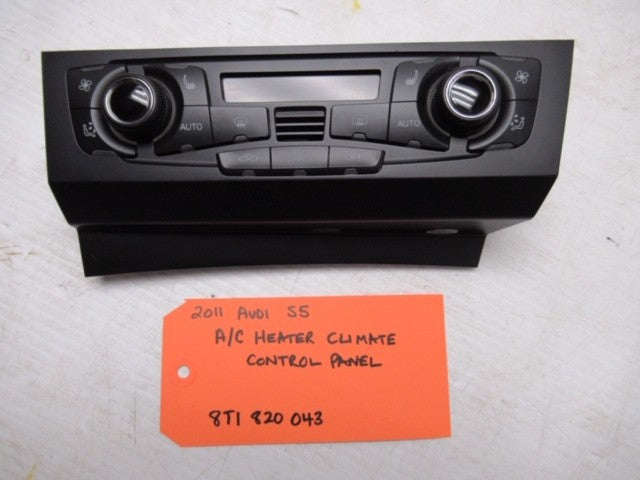 AUTO
AUTO
OFF
2011 AUDI S5
A/C HEATER CLIMATE
CONTROL PANEL
8T1 820 043